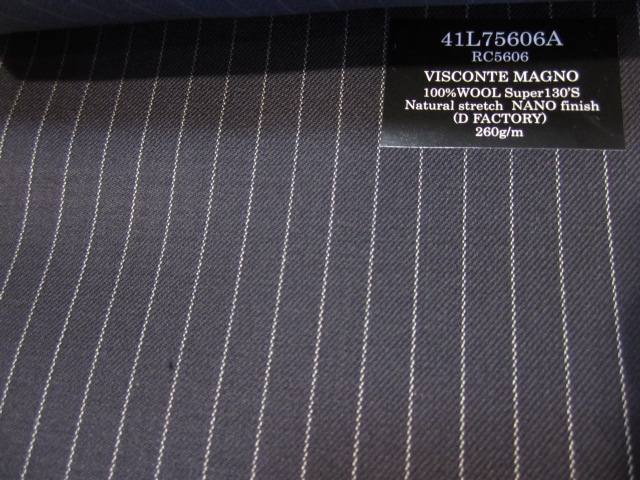 41L75606A
RC5606
VISCONTE MAGNO
100%WOOL Super130'S
Natural stretch NANO finish
(D FACTORY)
260g/m